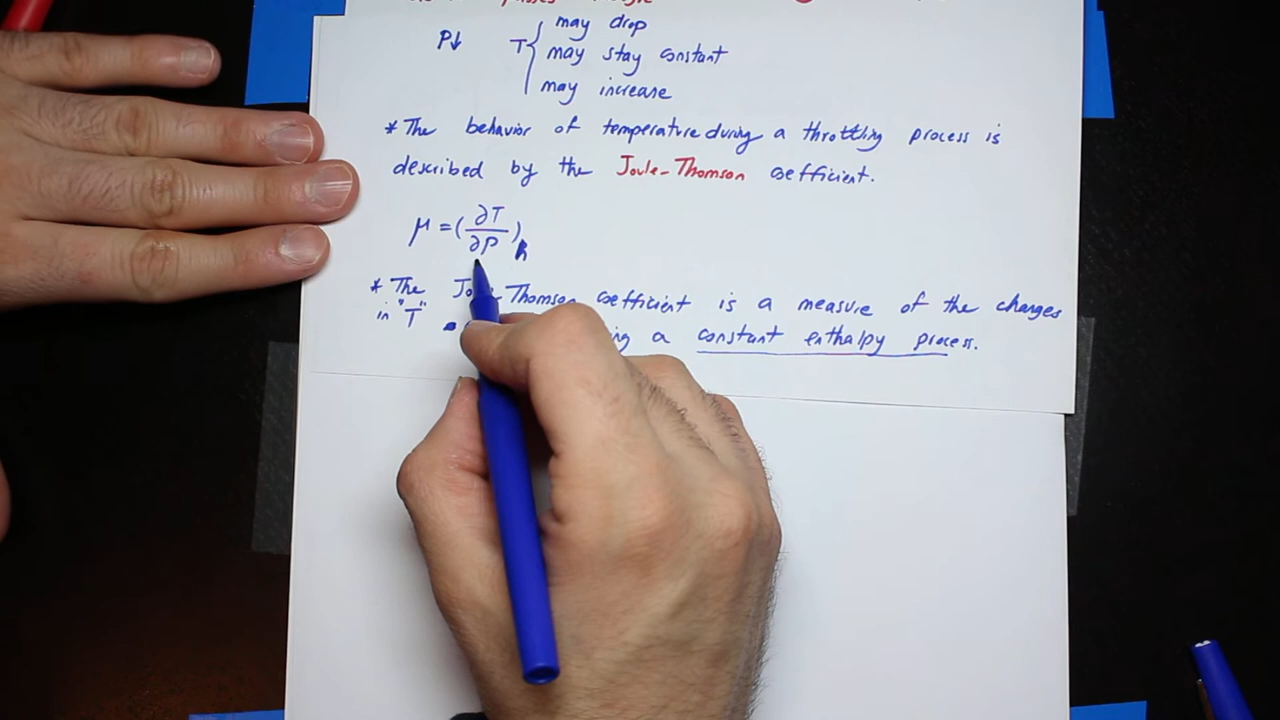 P↓ T { may drop
may stay constant
may increase
* The behavior of temperature during a throttling process is
described by the Joule-Thomson coefficient.
μ = (∂T/∂P)h
* The Thomson coefficient is a measure of the changes
in "T" a constant enthalpy process.